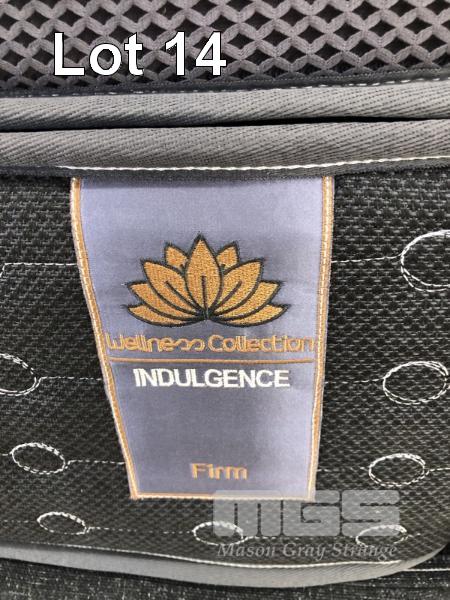 Lot 14
Wellness Collection
INDULGENCE
Firm
MGS
Mason Gray Strange